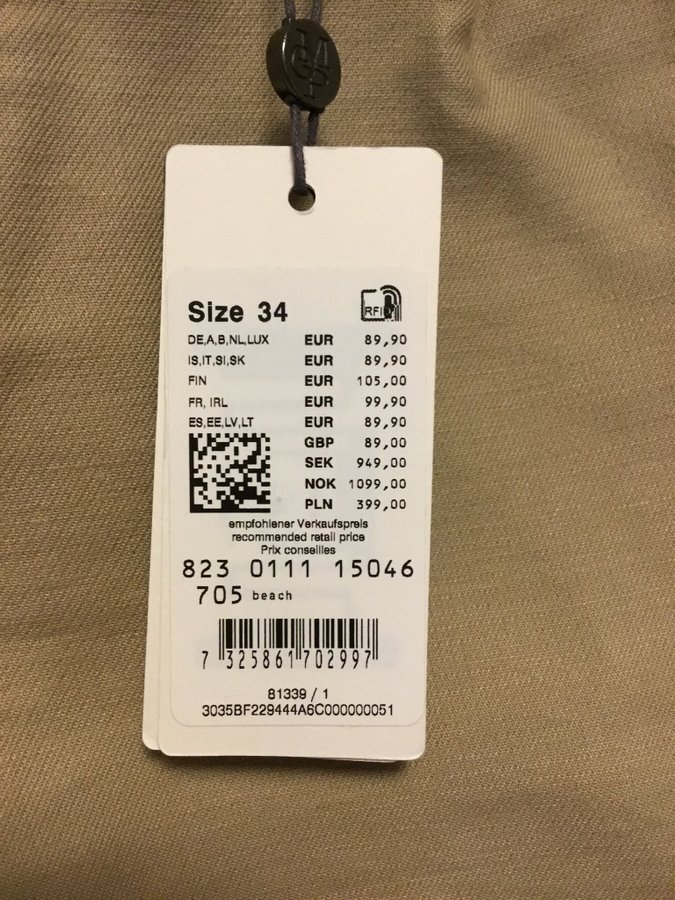 MOP
Size 34
RFID
DE,A,B,NL,LUX EUR 89,90
IS,IT,SI,SK EUR 89,90
FIN EUR 105,00
FR, IRL EUR 99,90
ES,EE,LV,LT EUR 89,90
GBP 89,00
SEK 949,00
NOK 1099,00
PLN 399,00
empfohlener Verkaufspreis
recommended retail price
Prix conseilles
823 0111 15046
705 beach
7 325861 702997
81339 / 1
3035BF229444A6C000000051